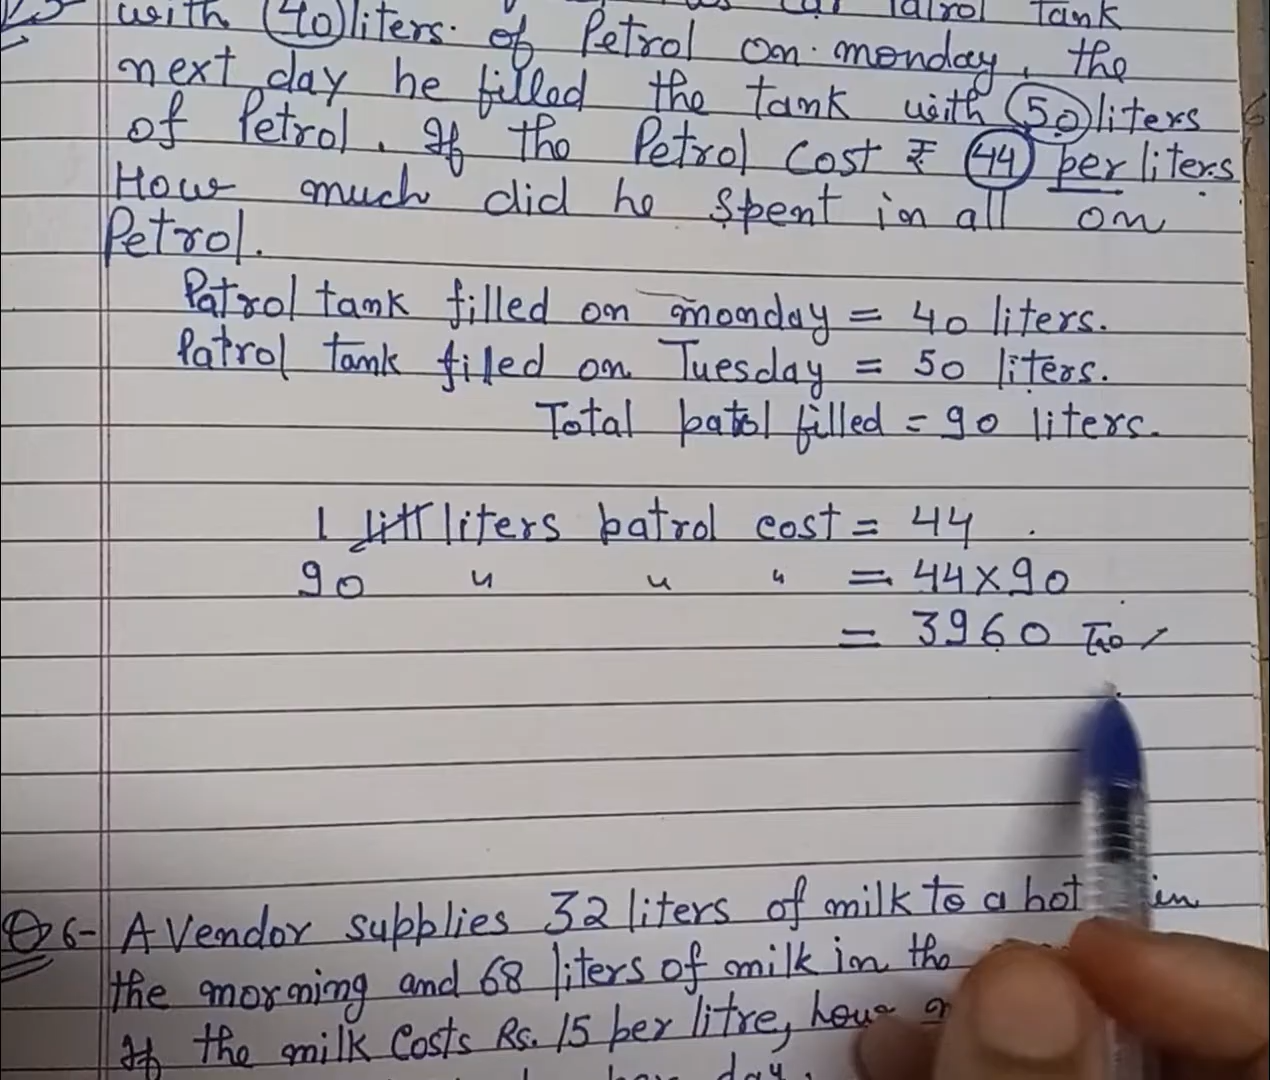 tank
with 40 liters. of Petrol on monday, the
next day he filled the tank with 50 liters
of Petrol. If the Petrol cost ₹ 44 per liters
How much did he spent in all on
Petrol.
Patrol tank filled on monday = 40 liters.
Patrol tank filed on Tuesday = 50 liters.
Total patol filled = 90 liters.
1 liters patrol cost = 44
90 " " " = 44×90
= 3960
Q 6- A Vendor supplies 32 liters of milk to a hot in
the morning and 68 liters of milk in the
If the milk Costs Rs. 15 per litre, how
day.